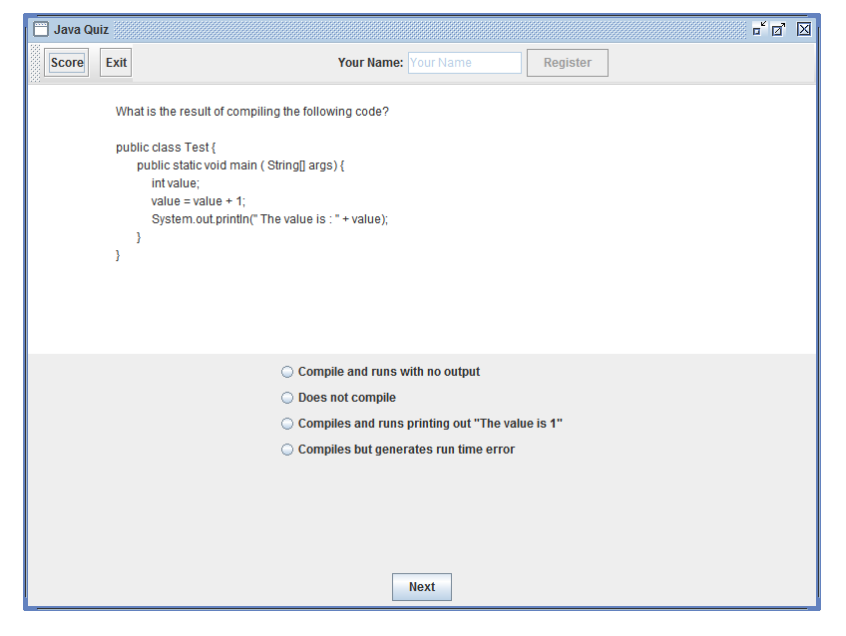 Java Quiz
Score Exit Your Name: Your Name Register
What is the result of compiling the following code?
public class Test {
public static void main ( String[] args) {
int value;
value = value + 1;
System.out.println(" The value is : " + value);
}
}
Compile and runs with no output
Does not compile
Compiles and runs printing out "The value is 1"
Compiles but generates run time error
Next